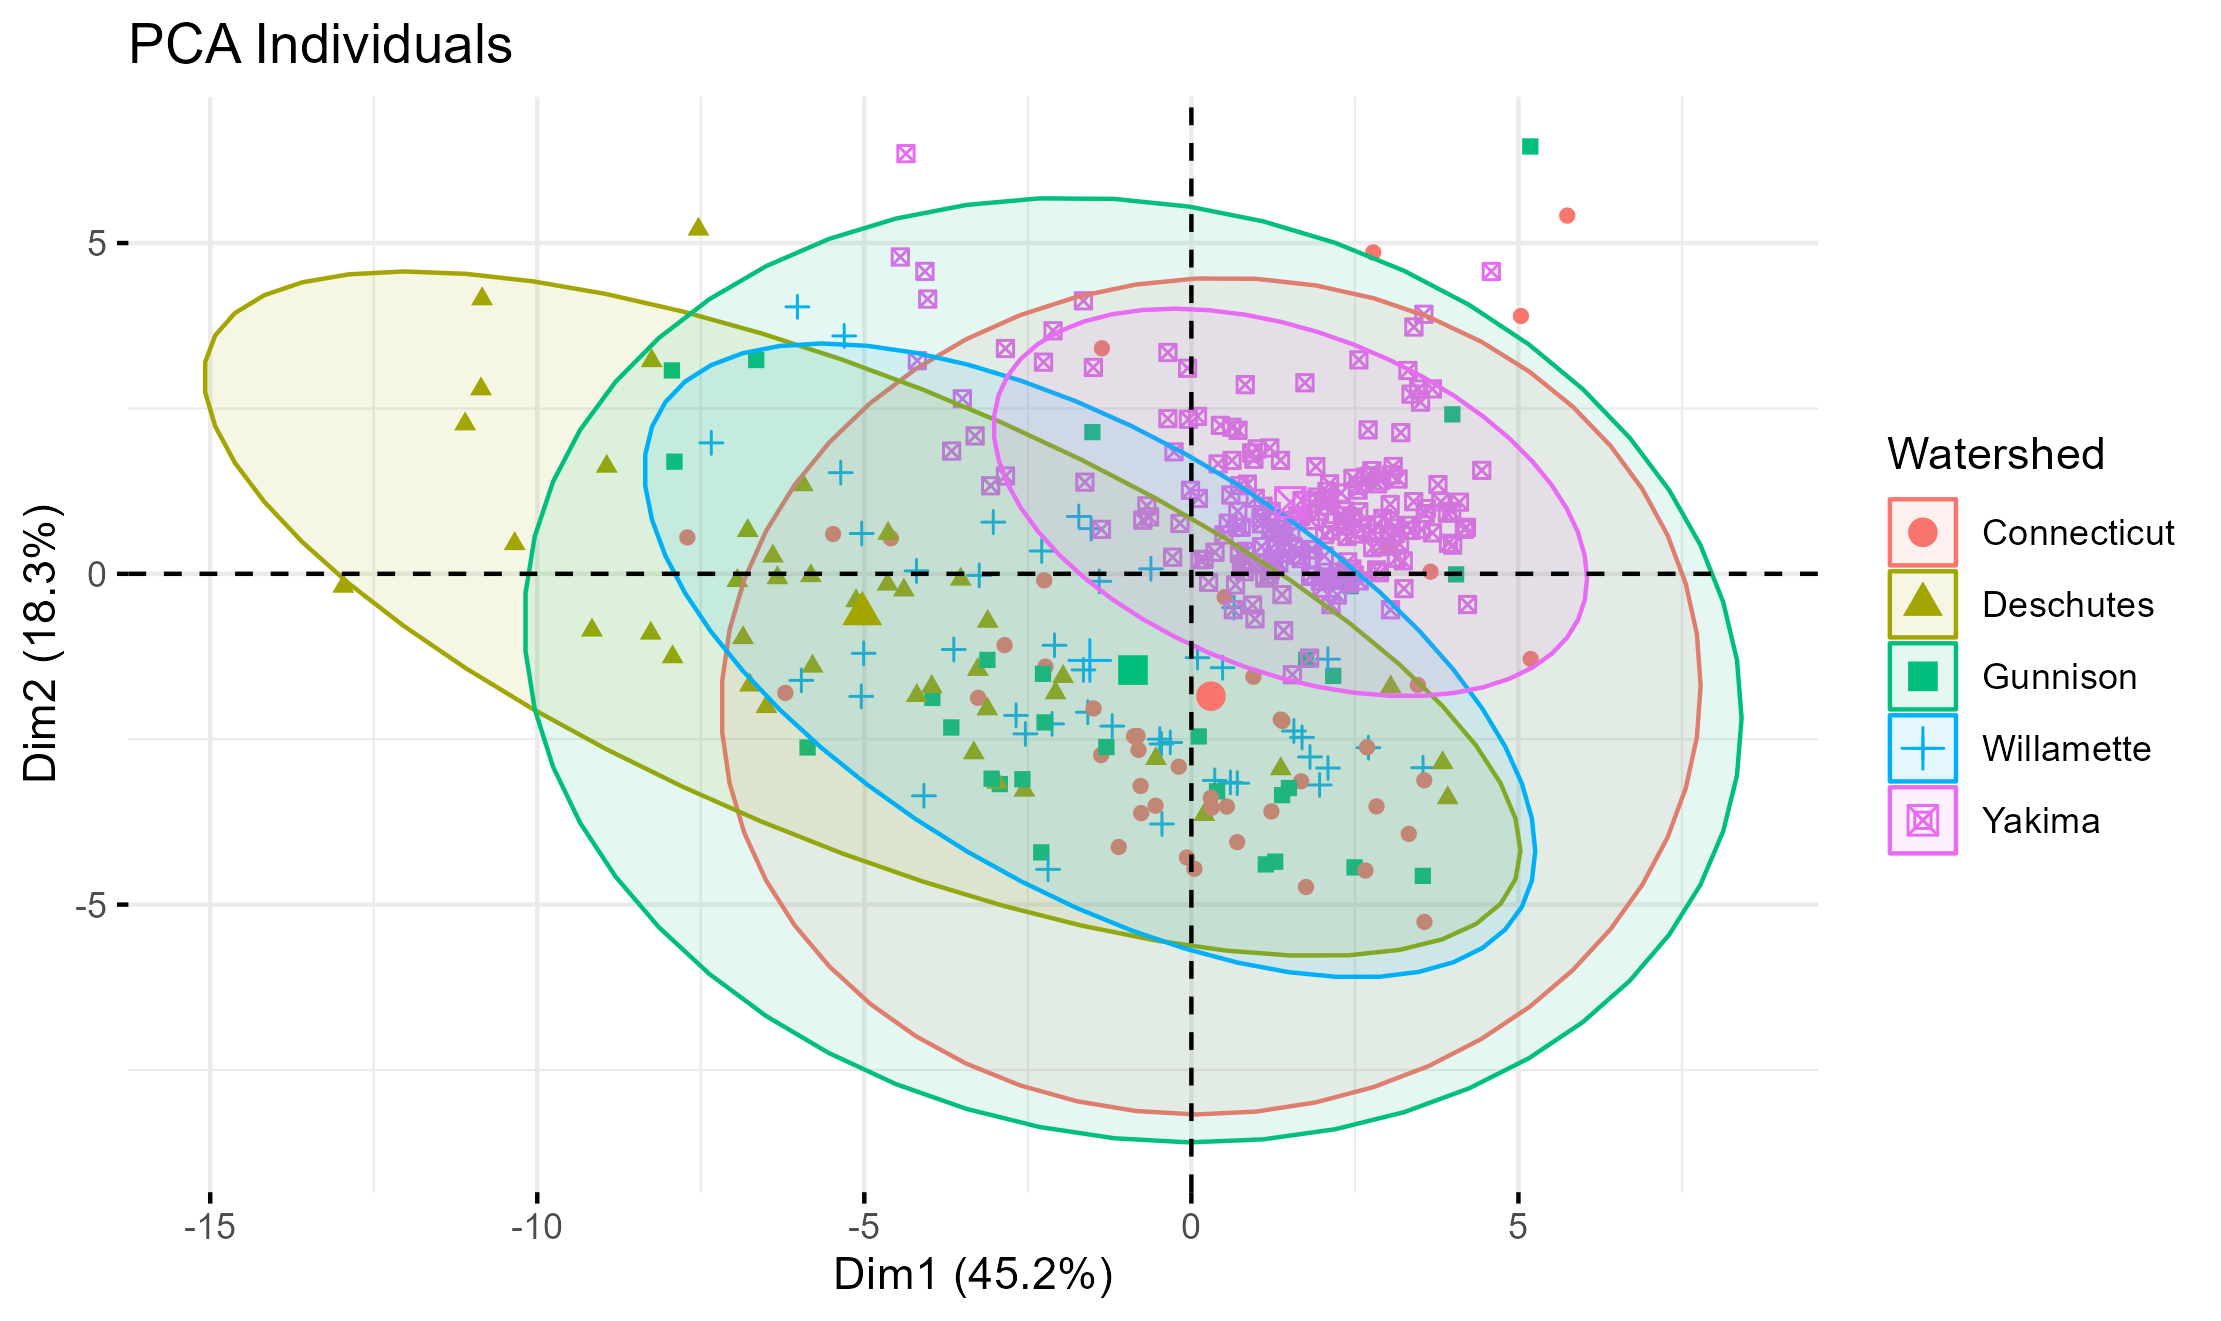 PCA Individuals
5
0
-5
Dim2 (18.3%)
-15
-10
-5
0
5
Dim1 (45.2%)
Watershed
Connecticut
Deschutes
Gunnison
Willamette
Yakima